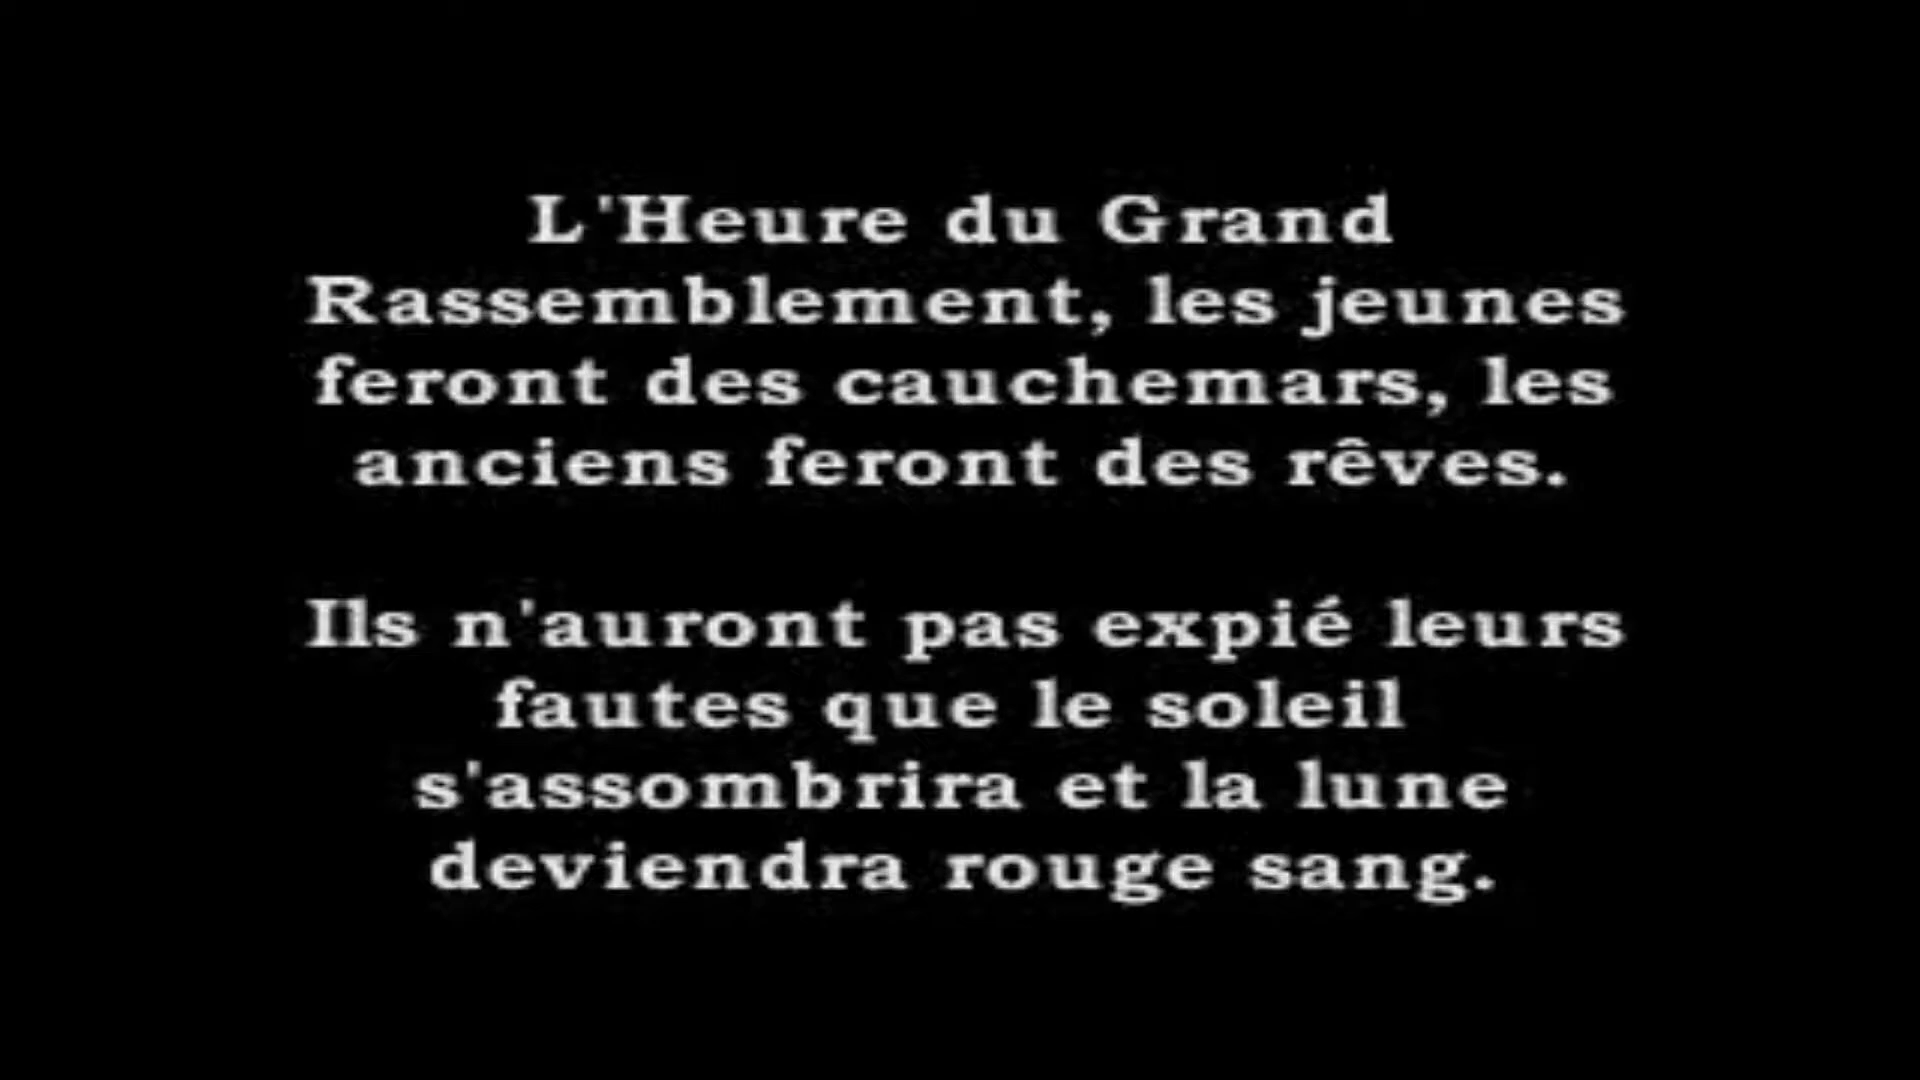 L'Heure du Grand
Rassemblement, les jeunes
feront des cauchemars, les
anciens feront des rêves.
Ils n'auront pas expié leurs
fautes que le soleil
s'assombrira et la lune
deviendra rouge sang.